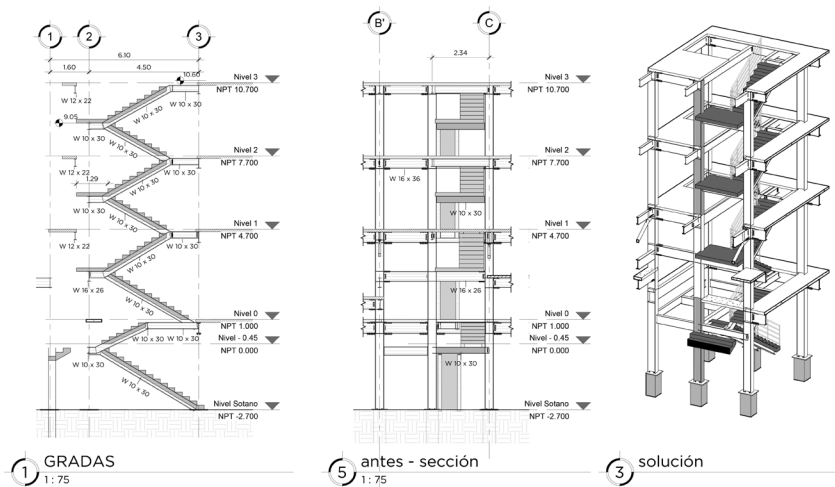 1
2
3
6.10
1.60
4.50
10.60
Nivel 3
NPT 10.700
W 12 x 22
W 10 x 30
9.05
W 10 x 30
W 10 x 30
W 10 x 30
Nivel 2
NPT 7.700
W 12 x 22
W 10 x 30
1.29
W 10 x 30
W 10 x 30
W 10 x 30
Nivel 1
NPT 4.700
W 12 x 22
W 10 x 30
W 10 x 30
W 16 x 26
W 10 x 30
Nivel 0
NPT 1.000
W 10 x 30
W 10 x 30
W 10 x 30
Nivel - 0.45
NPT 0.000
W 10 x 30
Nivel Sotano
NPT -2.700
1
GRADAS
1 : 75
B'
C
2.34
Nivel 3
NPT 10.700
Nivel 2
NPT 7.700
W 16 x 36
W 10 x 30
Nivel 1
NPT 4.700
W 16 x 26
Nivel 0
NPT 1.000
Nivel - 0.45
NPT 0.000
W 10 x 30
Nivel Sotano
NPT -2.700
5
antes - sección
1 : 75
3
solución